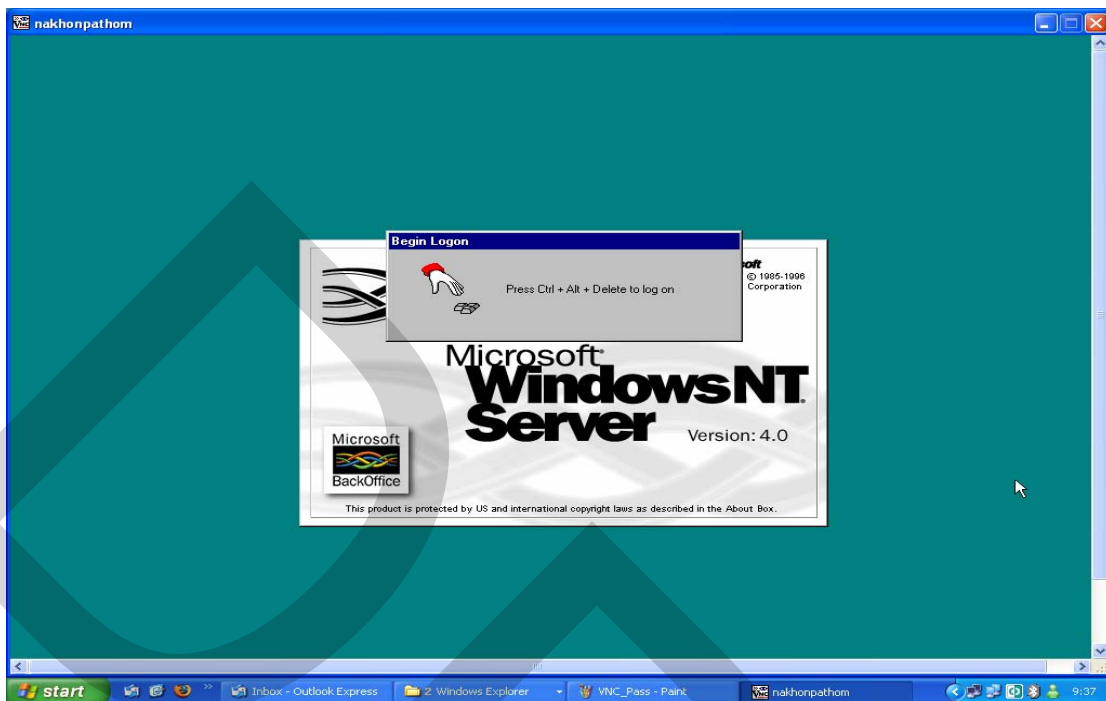 nakhonpathom
Begin Logon
Press Ctrl + Alt + Delete to log on
oft
© 1985-1996
Corporation
Microsoft
WindowsNT
Server
Version: 4.0
Microsoft
BackOffice
This product is protected by US and international copyright laws as described in the About Box.
start
Inbox - Outlook Express
2 Windows Explorer
VNC_Pass - Paint
nakhonpathom
9:37